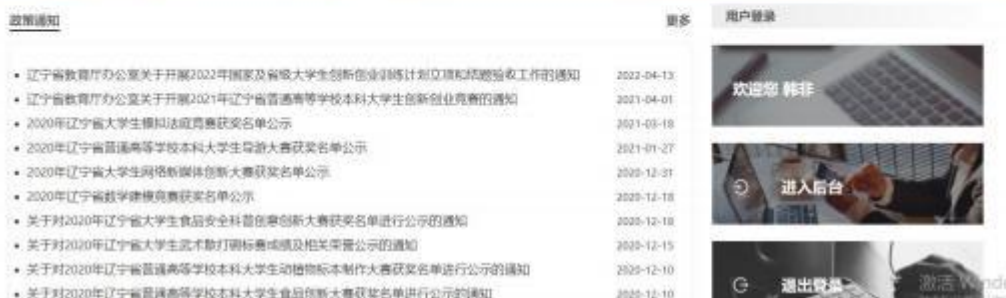 政策通知
更多
用户登录
• 辽宁省教育厅办公室关于开展2022年国家及省级大学生创新创业训练计划立项和结题验收工作的通知 2022-04-13
• 辽宁省教育厅办公室关于开展2021年辽宁省普通高等学校本科大学生创新创业竞赛的通知 2021-04-01
• 2020年辽宁省大学生模拟法庭竞赛获奖名单公示 2021-03-18
• 2020年辽宁省普通高等学校本科大学生导游大赛获奖名单公示 2021-01-27
• 2020年辽宁省大学生网络新媒体创新大赛获奖名单公示 2020-12-31
• 2020年辽宁省数学建模竞赛获奖名单公示 2020-12-18
• 关于对2020年辽宁省大学生食品安全科普创意创新大赛获奖名单进行公示的通知 2020-12-18
• 关于对2020年辽宁省大学生武术散打锦标赛成绩及相关荣誉公示的通知 2020-12-15
• 关于对2020年辽宁省普通高等学校本科大学生动植物标本制作大赛获奖名单进行公示的通知 2020-12-10
• 关于对2020年辽宁省普通高等学校本科大学生食品创新大赛获奖名单进行公示的通知 2020-12-10
欢迎您 韩非
进入后台
退出登录
激活 Wind